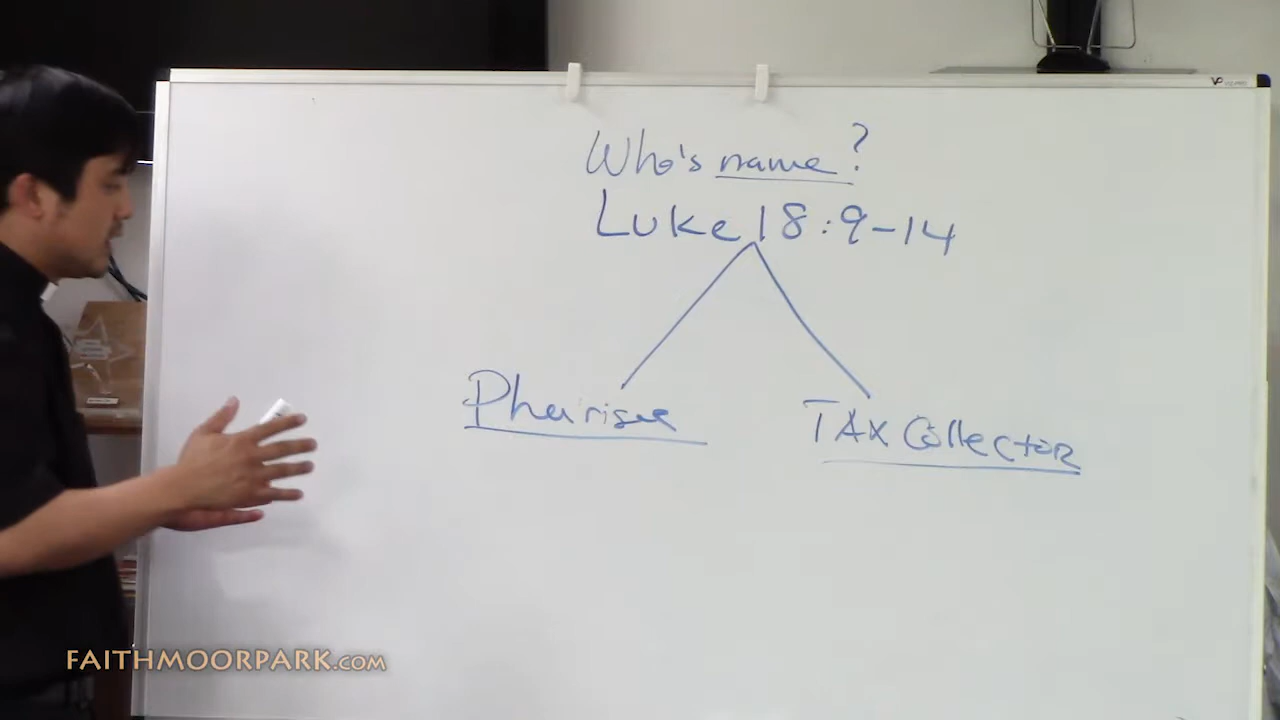 Who's name?
Luke 18:9-14
Pharisee
TAX Collector
FAITHMOORPARK.COM